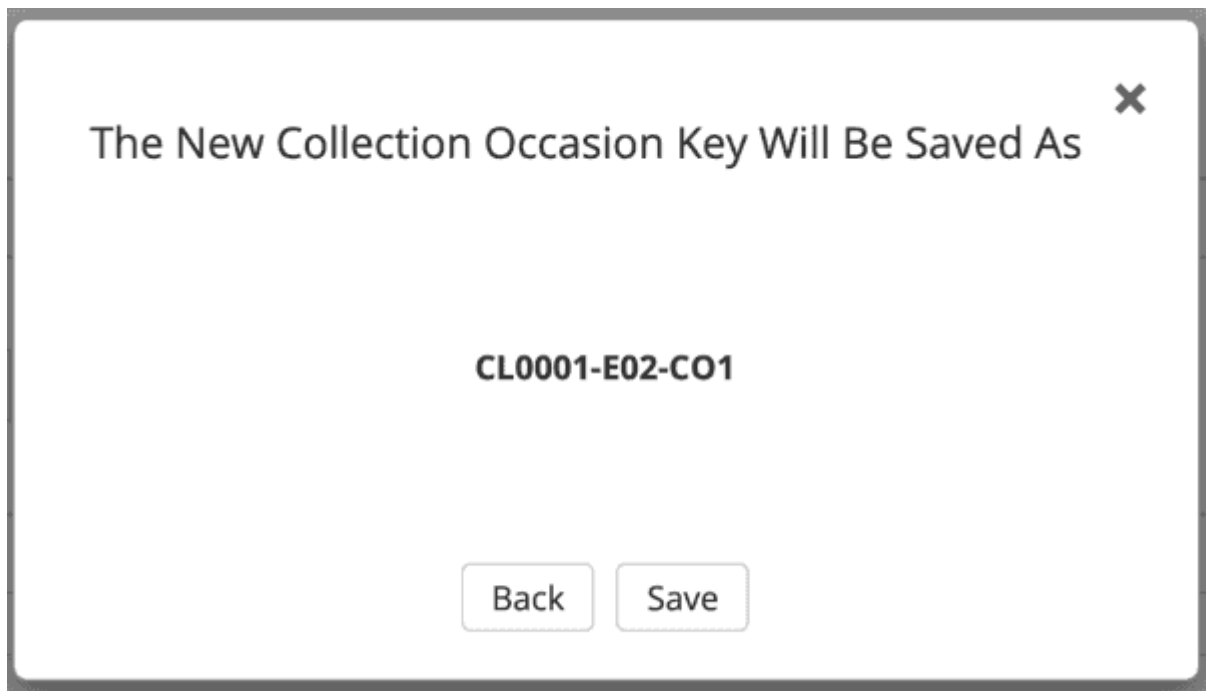 The New Collection Occasion Key Will Be Saved As
CL0001-E02-CO1
Back Save